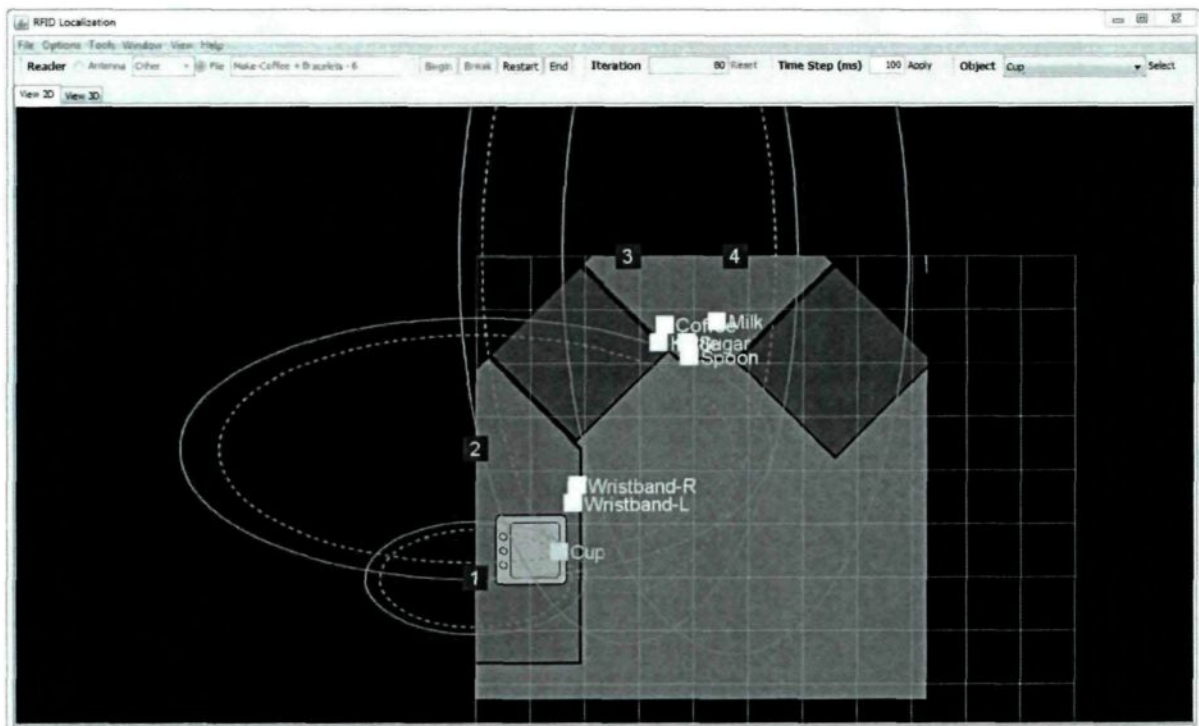 RFID Localization
File Options Tools Window View Help
Reader Antenna Other File Make-Coffee + Bracelets - 6 Begin Break Restart End Iteration 80 Reset Time Step (ms) 100 Apply Object Cup Select
View 2D View 3D
3 4
Coffee Milk
Sugar
Spoon
2
Wristband-R
Wristband-L
Cup
1